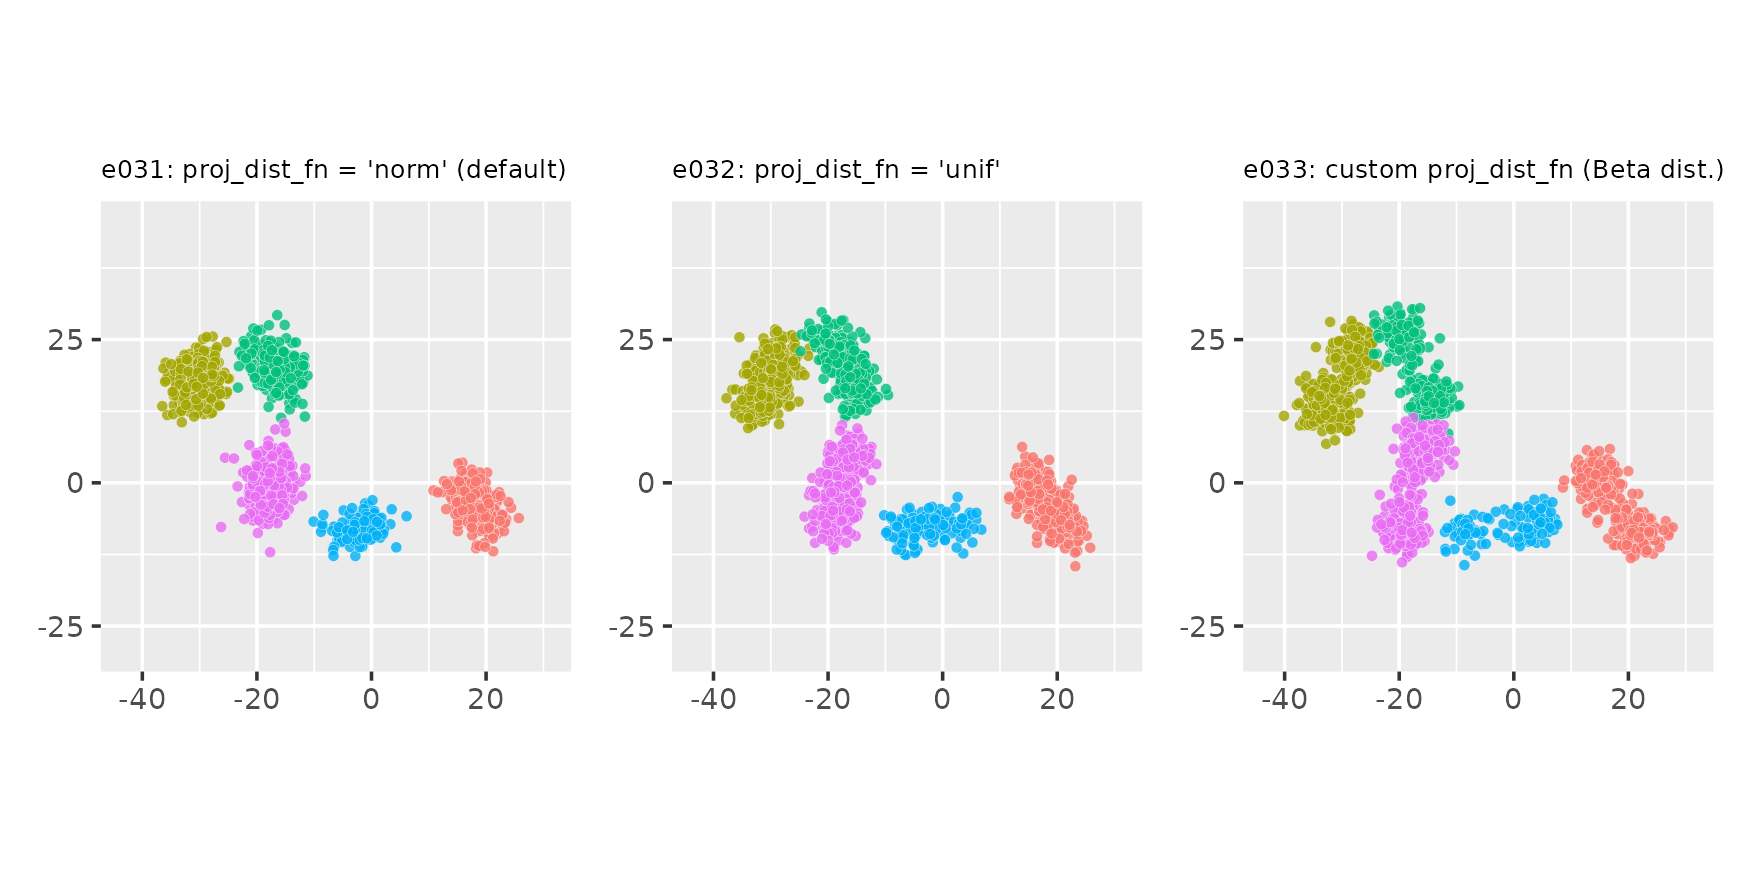 e031: proj_dist_fn = 'norm' (default)
e032: proj_dist_fn = 'unif'
e033: custom proj_dist_fn (Beta dist.)
25
0
-25
-40 -20 0 20
25
0
-25
-40 -20 0 20
25
0
-25
-40 -20 0 20